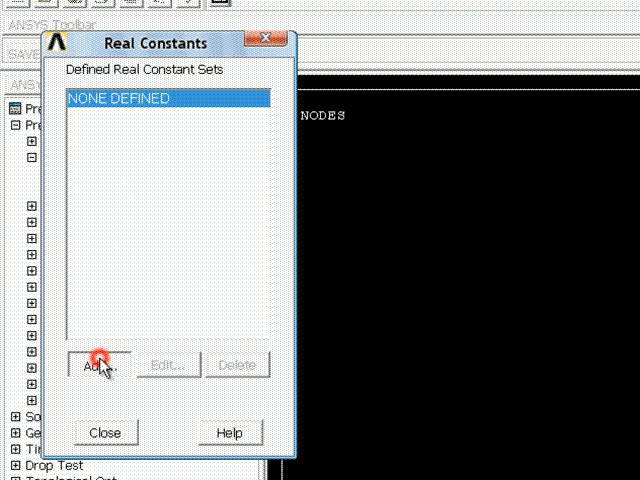 ANSYS Toolbar
SAVE
Real Constants
Defined Real Constant Sets
NONE DEFINED
NODES
Edit...
Delete
Close
Help
Drop Test